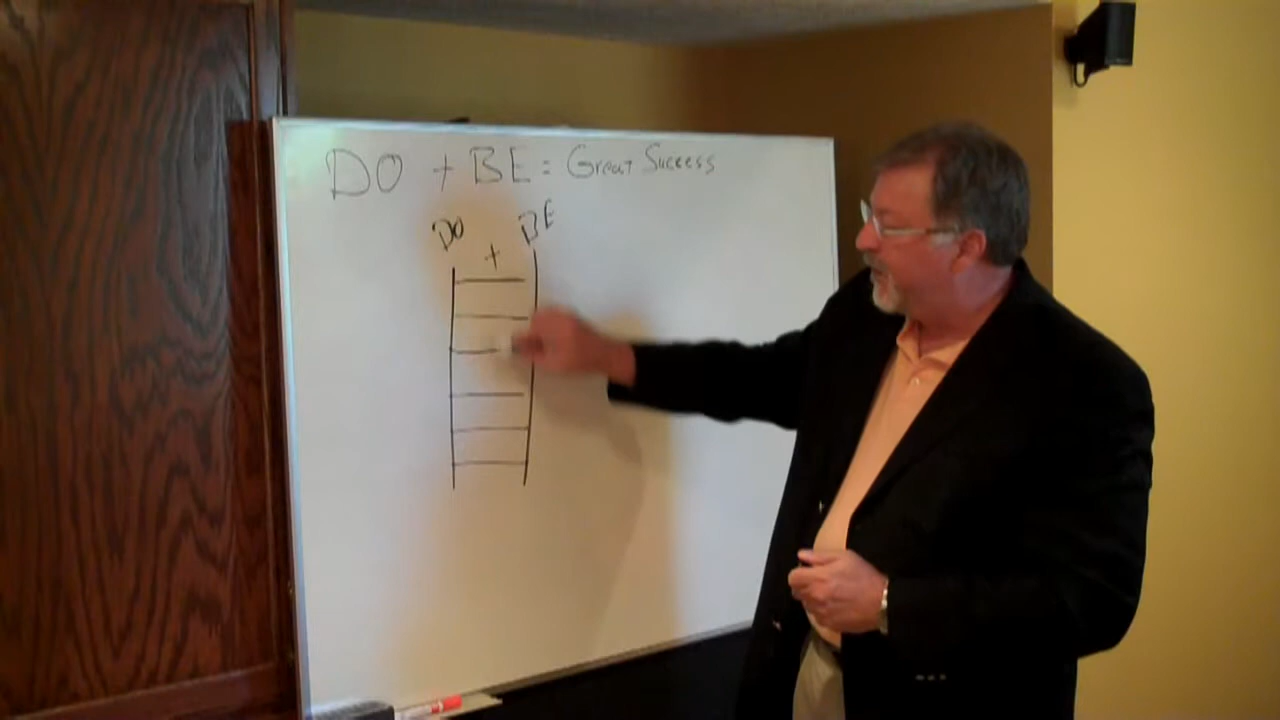 DO + BE = Great Success
DO + BE